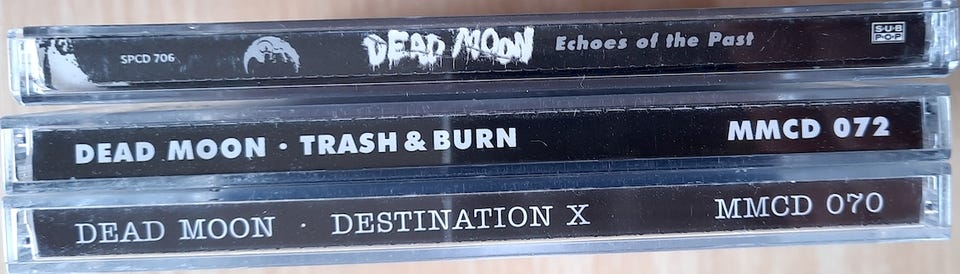 SPCD 706 DEAD MOON Echoes of the Past SUB POP
DEAD MOON · TRASH & BURN MMCD 072
DEAD MOON · DESTINATION X MMCD 070